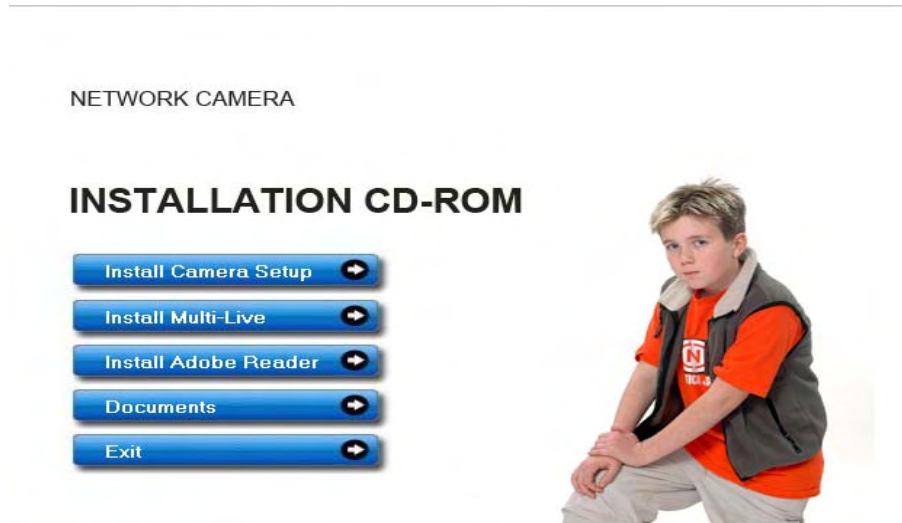 NETWORK CAMERA
INSTALLATION CD-ROM
Install Camera Setup
Install Multi-Live
Install Adobe Reader
Documents
Exit
N